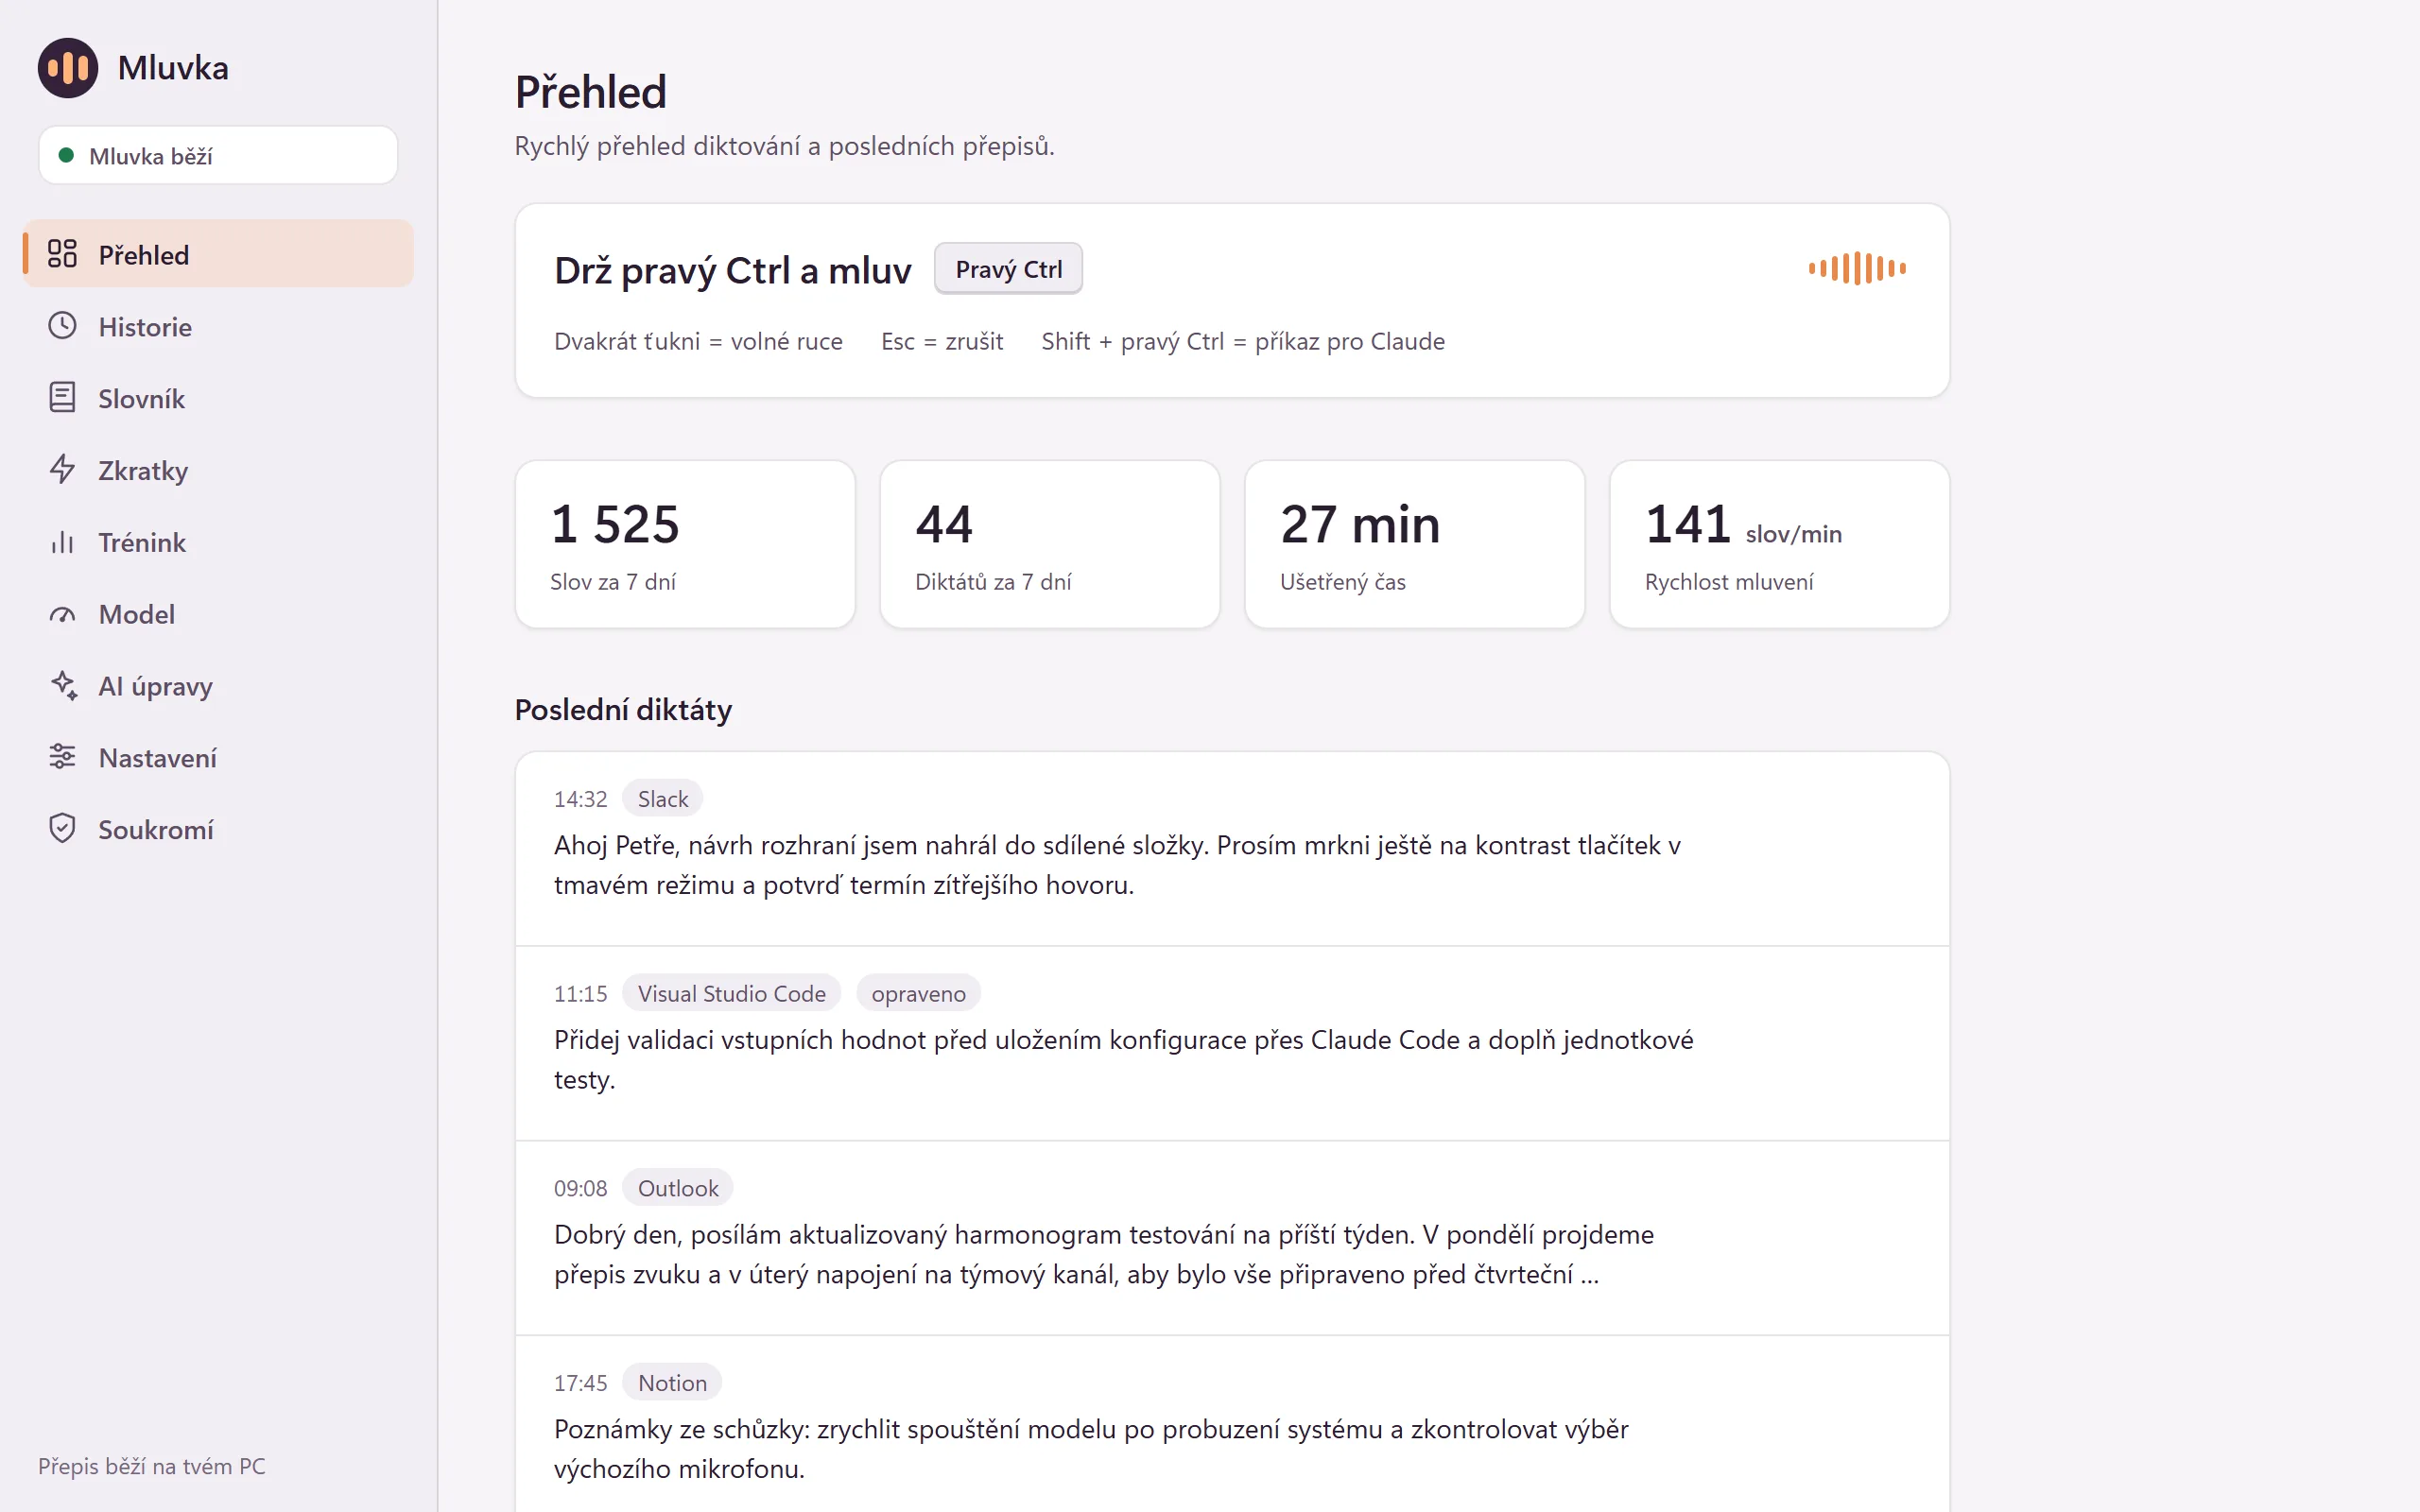 Mluvka
Mluvka běží
Přehled
Historie
Slovník
Zkratky
Trénink
Model
AI úpravy
Nastavení
Soukromí
Přepis běží na tvém PC
Přehled
Rychlý přehled diktování a posledních přepisů.
Drž pravý Ctrl a mluv Pravý Ctrl
Dvakrát ťukni = volné ruce Esc = zrušit Shift + pravý Ctrl = příkaz pro Claude
1 525
Slov za 7 dní
44
Diktátů za 7 dní
27 min
Ušetřený čas
141 slov/min
Rychlost mluvení
Poslední diktáty
14:32 Slack
Ahoj Petře, návrh rozhraní jsem nahrál do sdílené složky. Prosím mrkni ještě na kontrast tlačítek v
tmavém režimu a potvrď termín zítřejšího hovoru.
11:15 Visual Studio Code opraveno
Přidej validaci vstupních hodnot před uložením konfigurace přes Claude Code a doplň jednotkové
testy.
09:08 Outlook
Dobrý den, posílám aktualizovaný harmonogram testování na příští týden. V pondělí projdeme
přepis zvuku a v úterý napojení na týmový kanál, aby bylo vše připraveno před čtvrteční ...
17:45 Notion
Poznámky ze schůzky: zrychlit spouštění modelu po probuzení systému a zkontrolovat výběr
výchozího mikrofonu.